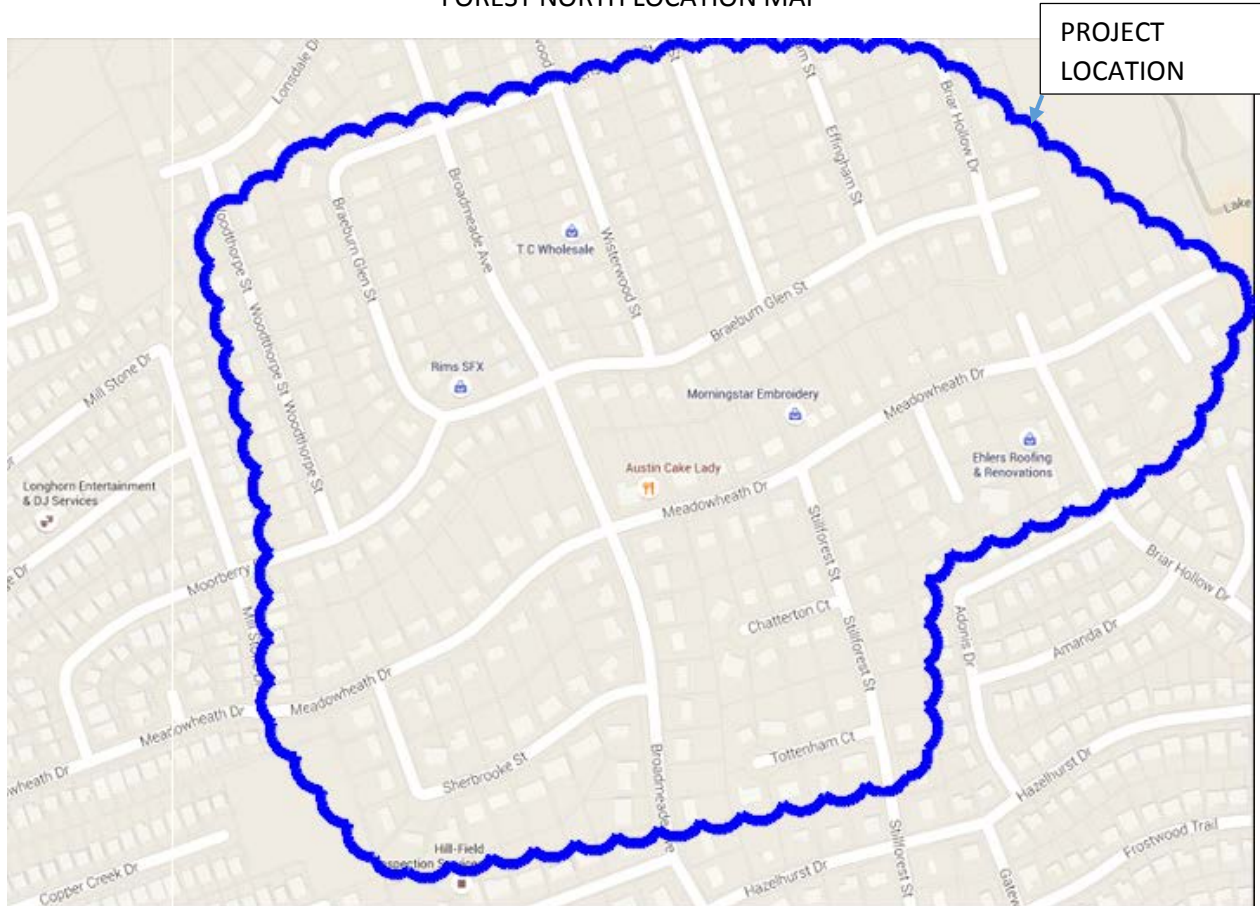 FOREST NORTH LOCATION MAP
PROJECT
LOCATION
Lonsdale Dr
Effingham St
Briar Hollow Dr
Broadmeade Ave
Braeburn Glen St
Wisterwood St
T C Wholesale
Woodthorpe St
Woodthorpe St
Woodthorpe St
Lake
Braeburn Glen St
Mill Stone Dr
Rims SFX
Morningstar Embroidery
Meadowheath Dr
Austin Cake Lady
Ehlers Roofing
& Renovations
Longhorn Entertainment
& DJ Services
Meadowheath Dr
Stillforest St
Moorberry
Mill Stone
Chatterton Ct
Stillforest St
Adonis Dr
Amanda Dr
Briar Hollow Dr
Meadowheath Dr
Meadowheath Dr
wheath Dr
Tottenham Ct
Sherbrooke St
Broadmeade Ave
Hazelhurst Dr
Stillforest St
Frostwood Trail
Hill-Field
Inspection Service
Copper Creek Dr
Hazelhurst Dr
Gatew